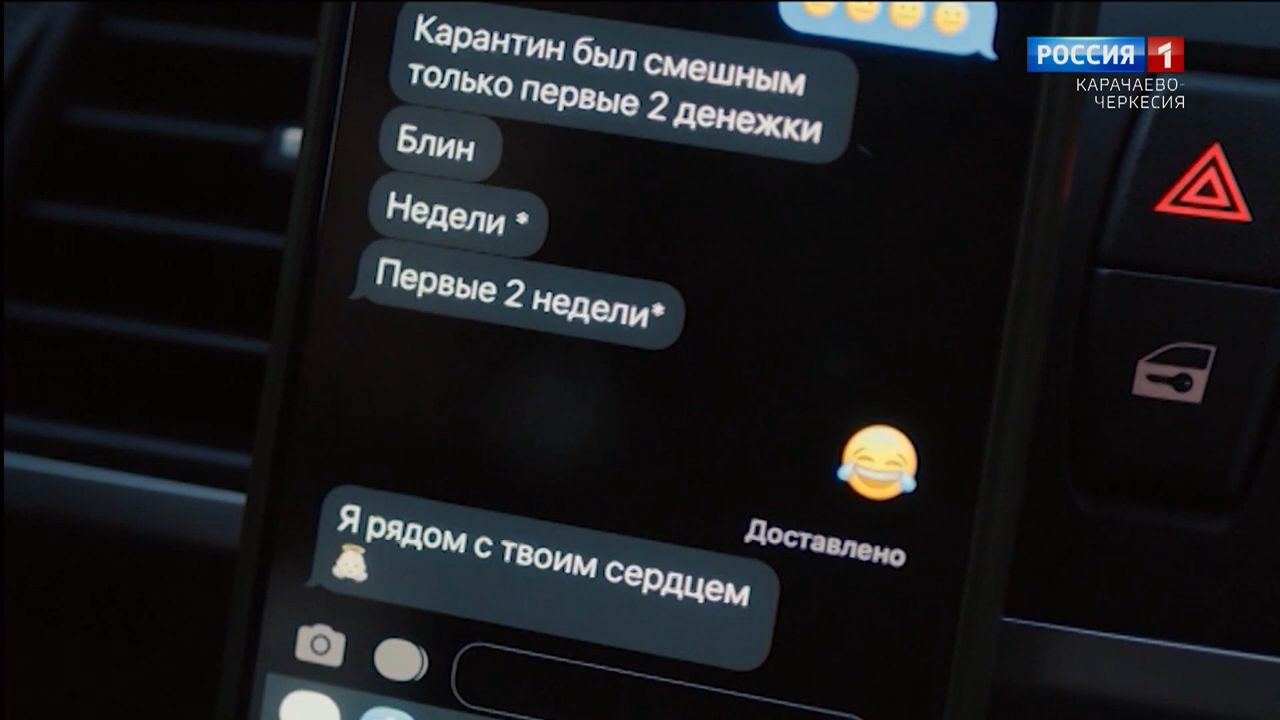 Карантин был смешным
только первые 2 денежки
Блин
Недели *
Первые 2 недели*
Доставлено
Я рядом с твоим сердцем
РОССИЯ 1
КАРАЧАЕВО-
ЧЕРКЕСИЯ